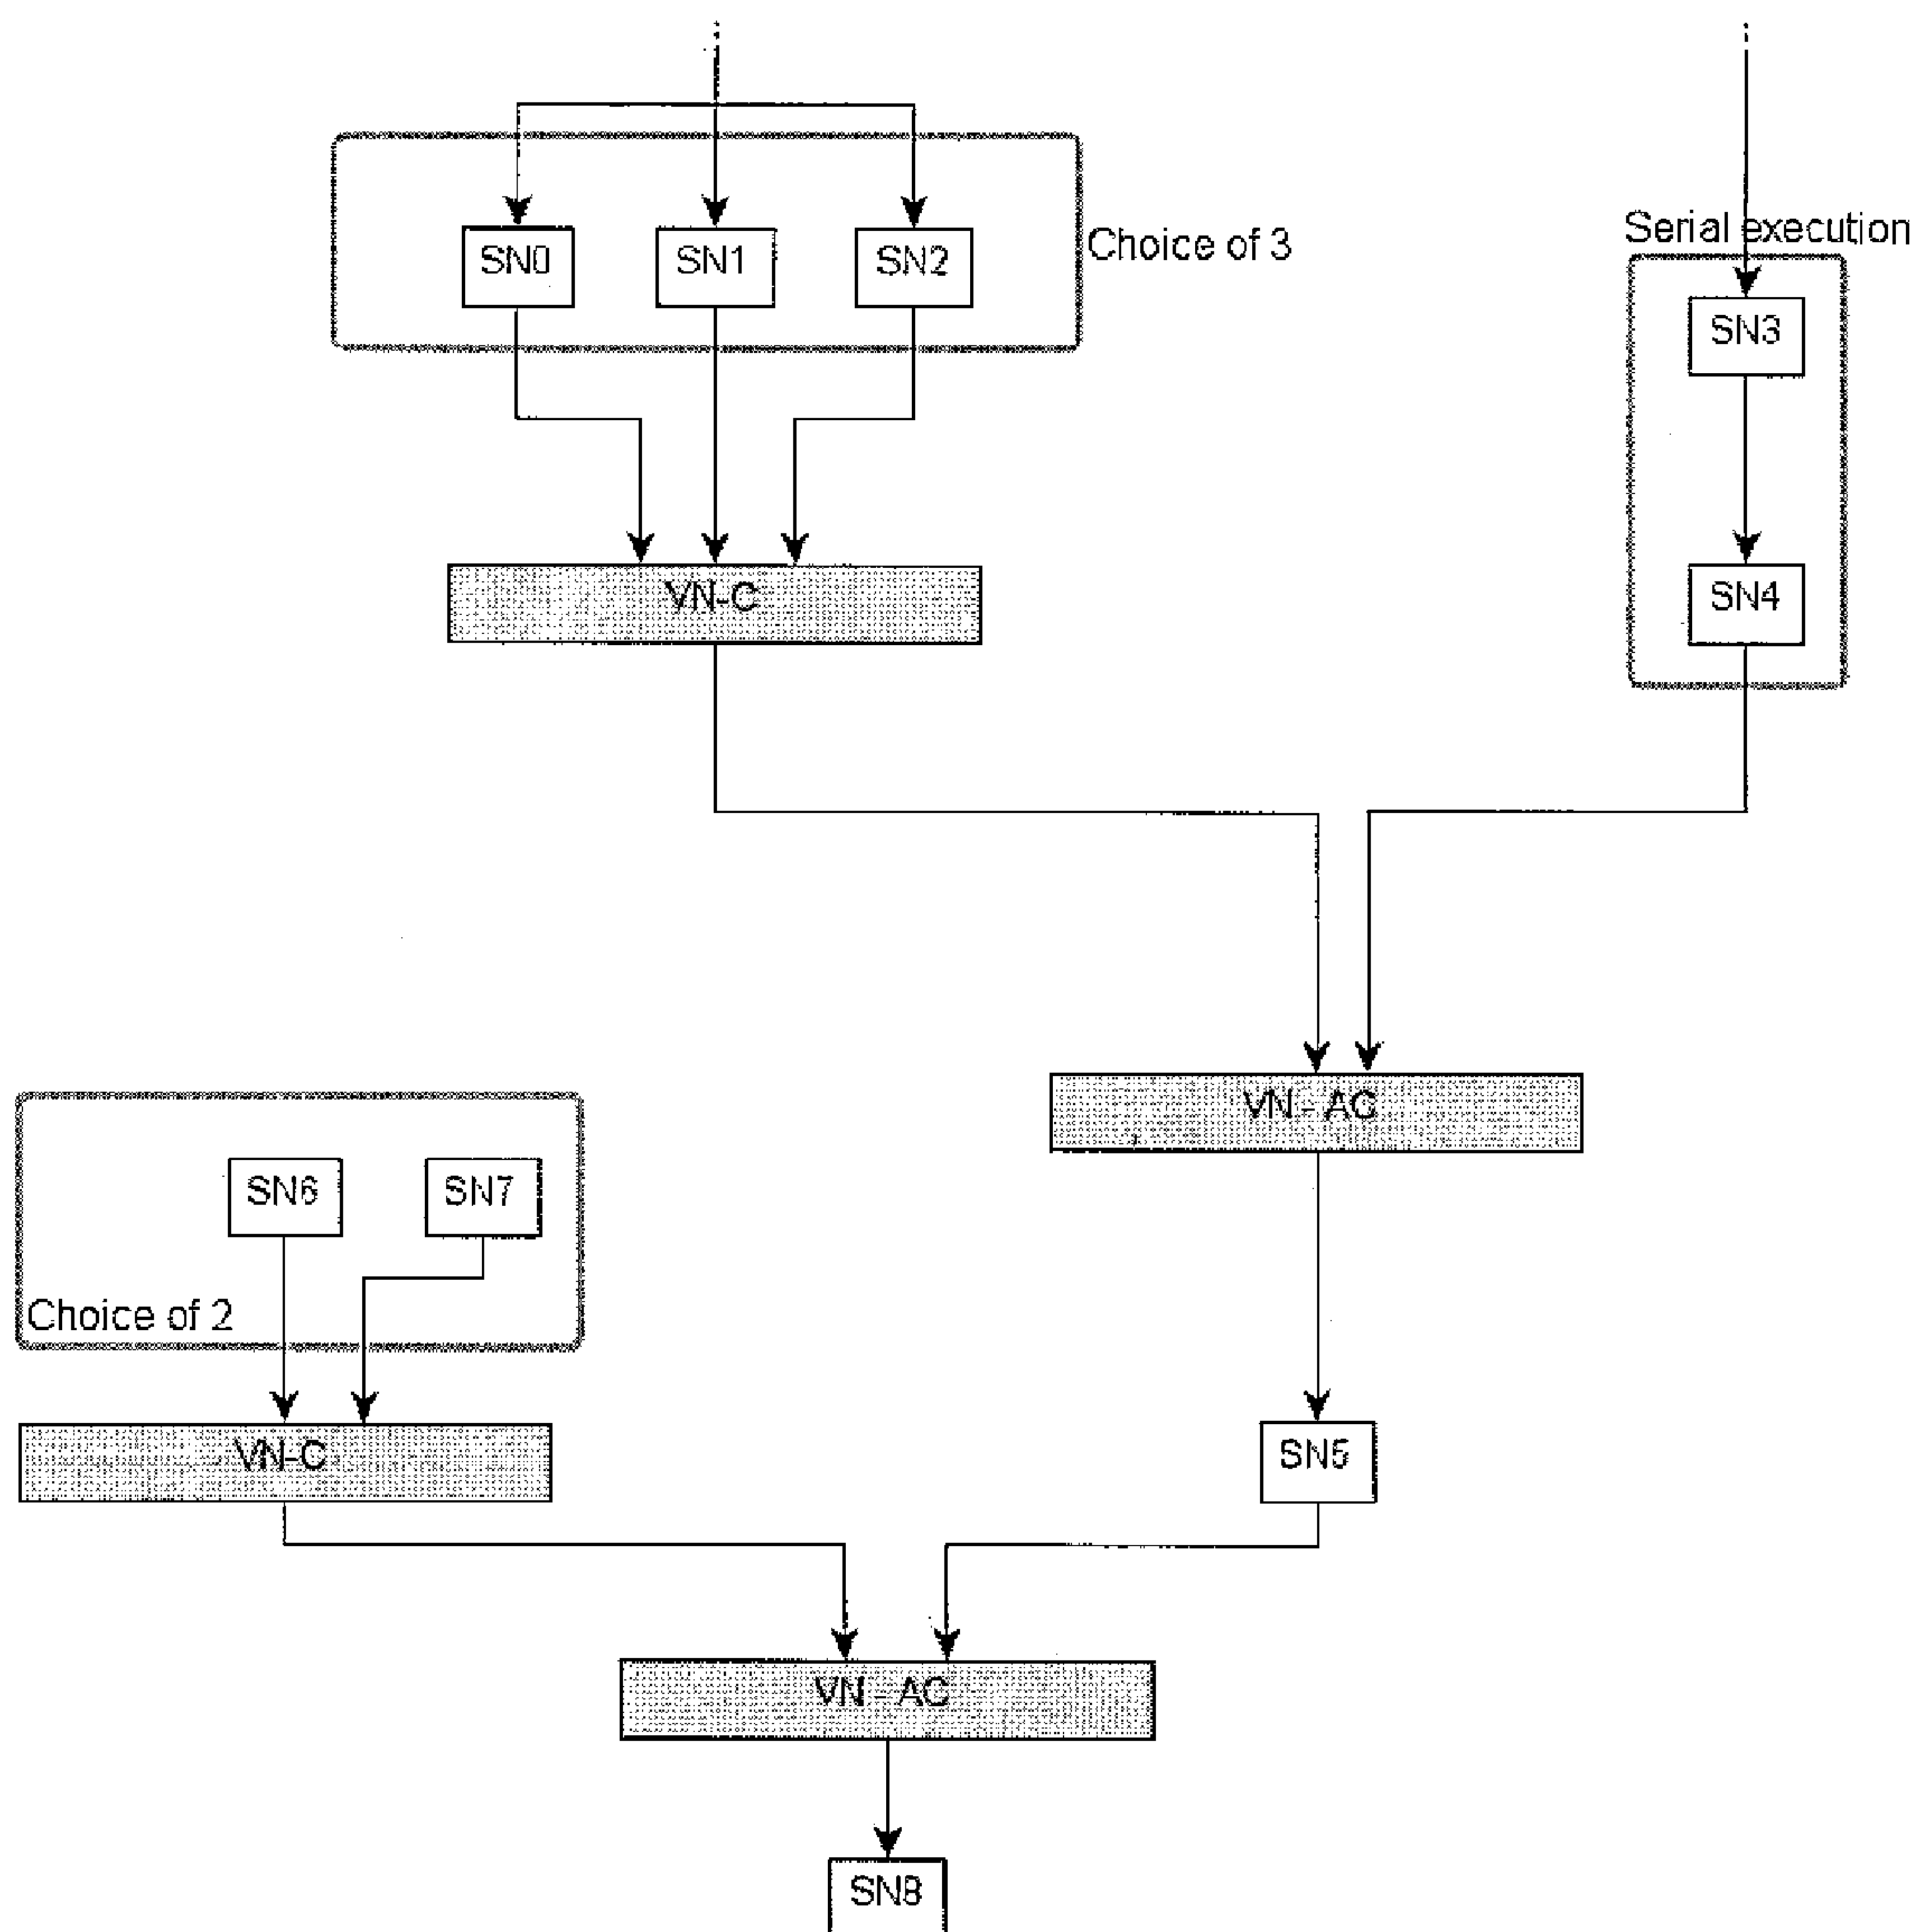 Serial execution
SN0
SN1
SN2
Choice of 3
SN3
VN-C
SN4
VN - AC
SN6
SN7
Choice of 2
VN-C
SN5
VN - AC
SN8